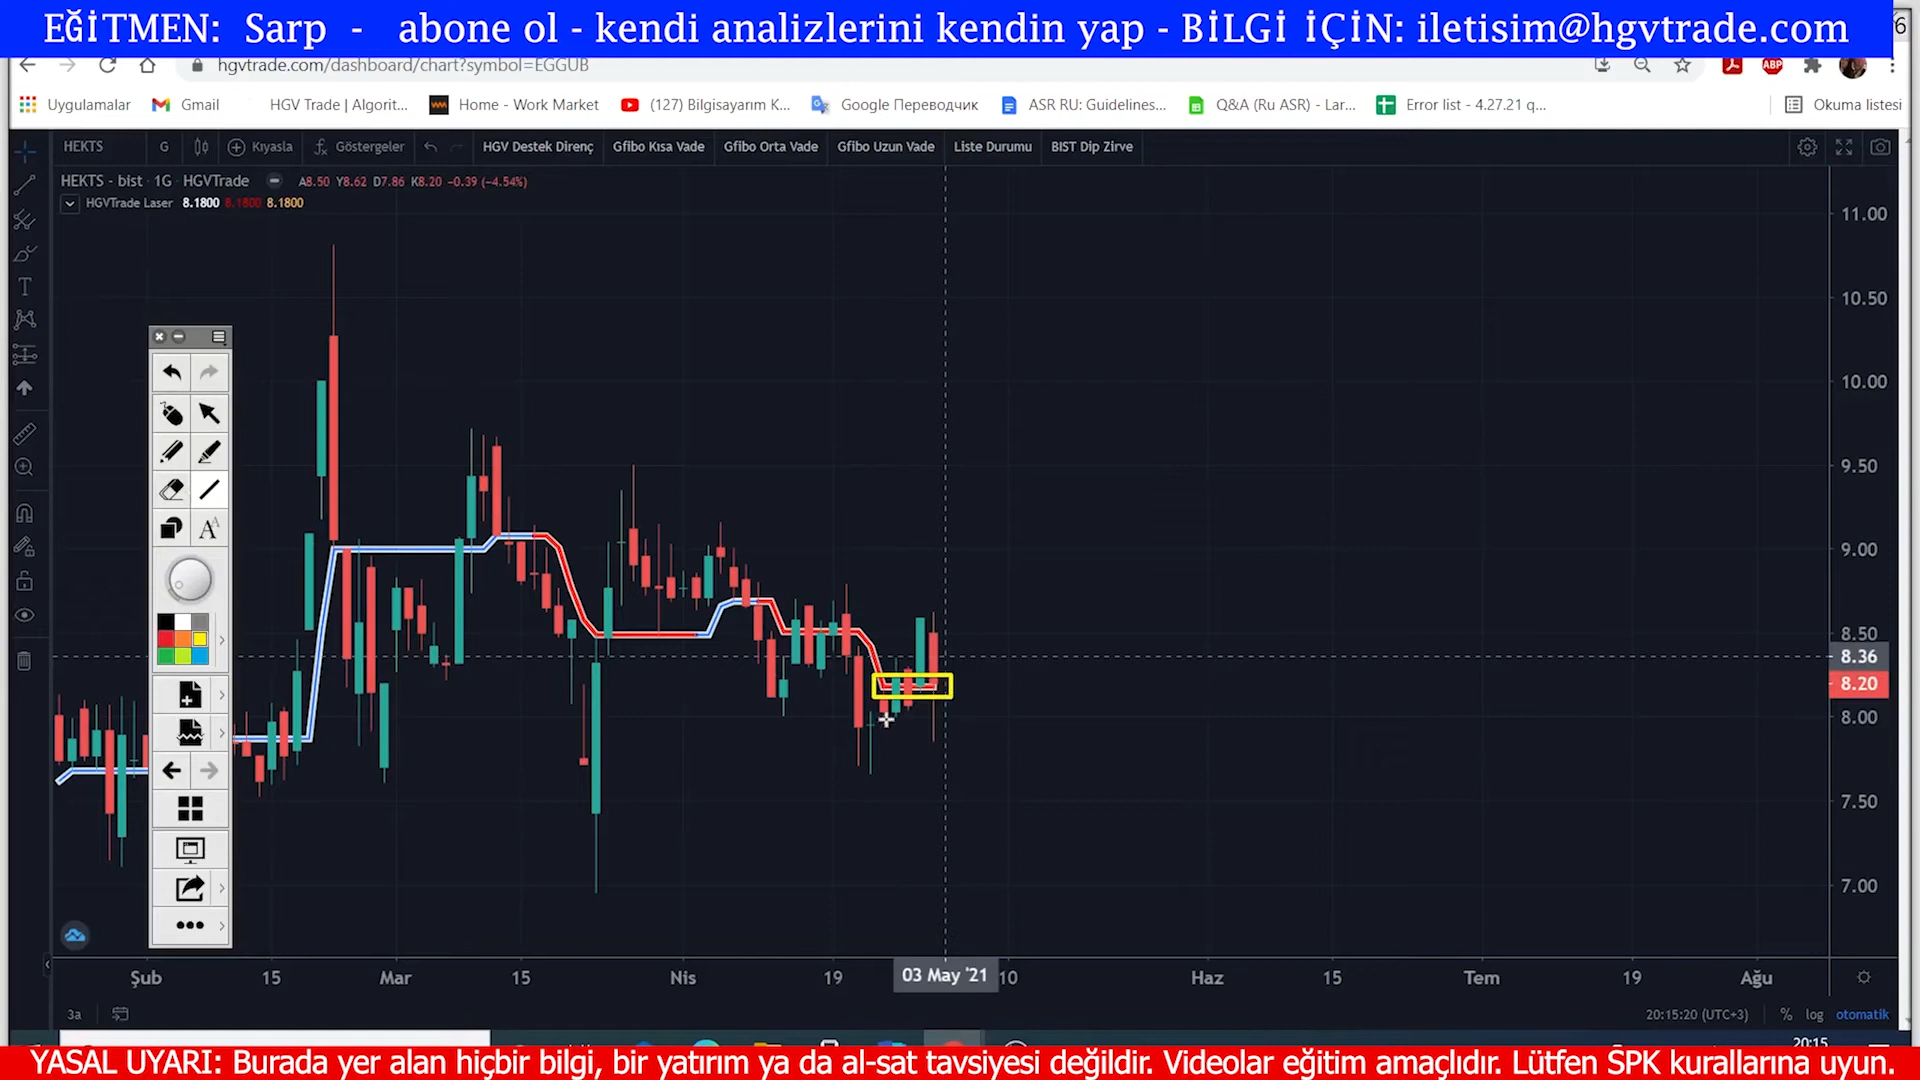 EĞİTMEN: Sarp - abone ol - kendi analizlerini kendin yap - BİLGİ İÇİN: iletisim@hgvtrade.com
hgvtrade.com/dashboard/chart?symbol=EGGUB
Uygulamalar Gmail HGV Trade | Algorit... Home - Work Market (127) Bilgisayarım K... Google Переводчик ASR RU: Guidelines... Q&A (Ru ASR) - Lar... Error list - 4.27.21 q... Okuma listesi
HEKTS G Kıyasla Göstergeler HGV Destek Direnç Gfibo Kısa Vade Gfibo Orta Vade Gfibo Uzun Vade Liste Durumu BIST Dip Zirve
HEKTS - bist · 1G · HGVTrade A8.50 Y8.62 D7.86 K8.20 −0.39 (−4.54%)
HGVTrade Laser 8.1800 8.1800 8.1800
11.00
10.50
10.00
9.50
9.00
8.50
8.36
8.20
8.00
7.50
7.00
Şub 15 Mar 15 Nis 19 03 May '21 10 Haz 15 Tem 19 Ağu
3a 20:15:20 (UTC+3) % log otomatik
20:15
YASAL UYARI: Burada yer alan hiçbir bilgi, bir yatırım ya da al-sat tavsiyesi değildir. Videolar eğitim amaçlıdır. Lütfen SPK kurallarına uyun.